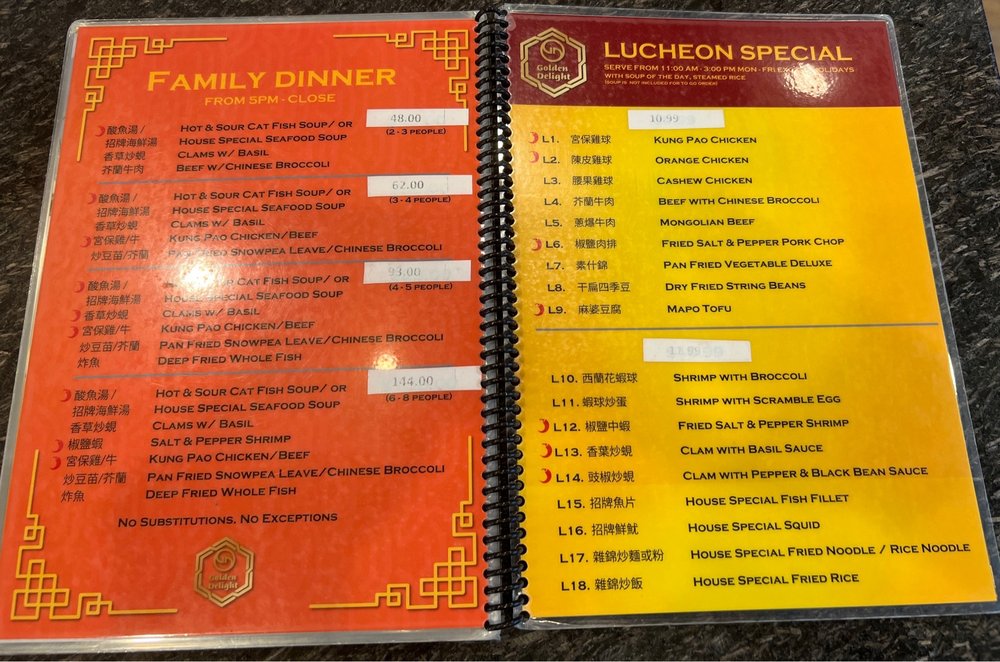 FAMILY DINNER
FROM 5PM - CLOSE
48.00
(2 - 3 PEOPLE)
酸魚湯 / HOT & SOUR CAT FISH SOUP/ OR
招牌海鮮湯 HOUSE SPECIAL SEAFOOD SOUP
香草炒蜆 CLAMS W/ BASIL
芥蘭牛肉 BEEF W/CHINESE BROCCOLI
62.00
(3 - 4 PEOPLE)
酸魚湯 / HOT & SOUR CAT FISH SOUP/ OR
招牌海鮮湯 HOUSE SPECIAL SEAFOOD SOUP
香草炒蜆 CLAMS W/ BASIL
宮保雞/牛 KUNG PAO CHICKEN/BEEF
炒豆苗/芥蘭 PAN FRIED SNOWPEA LEAVE/CHINESE BROCCOLI
93.00
(4 - 5 PEOPLE)
酸魚湯 / HOT & SOUR CAT FISH SOUP/ OR
招牌海鮮湯 HOUSE SPECIAL SEAFOOD SOUP
香草炒蜆 CLAMS W/ BASIL
宮保雞/牛 KUNG PAO CHICKEN/BEEF
炒豆苗/芥蘭 PAN FRIED SNOWPEA LEAVE/CHINESE BROCCOLI
炸魚 DEEP FRIED WHOLE FISH
144.00
(6 - 8 PEOPLE)
酸魚湯 / HOT & SOUR CAT FISH SOUP/ OR
招牌海鮮湯 HOUSE SPECIAL SEAFOOD SOUP
香草炒蜆 CLAMS W/ BASIL
椒鹽蝦 SALT & PEPPER SHRIMP
宮保雞/牛 KUNG PAO CHICKEN/BEEF
炒豆苗/芥蘭 PAN FRIED SNOWPEA LEAVE/CHINESE BROCCOLI
炸魚 DEEP FRIED WHOLE FISH
NO SUBSTITUTIONS. NO EXCEPTIONS
Golden
Delight
Golden
Delight
LUCHEON SPECIAL
SERVE FROM 11:00 AM - 3:00 PM MON - FRI HOLIDAYS
WITH SOUP OF THE DAY, STEAMED RICE
(SOUP IS NOT INCLUDED FOR TO GO ORDER)
10.99
L1. 宮保雞球 KUNG PAO CHICKEN
L2. 陳皮雞球 ORANGE CHICKEN
L3. 腰果雞球 CASHEW CHICKEN
L4. 芥蘭牛肉 BEEF WITH CHINESE BROCCOLI
L5. 蔥爆牛肉 MONGOLIAN BEEF
L6. 椒鹽肉排 FRIED SALT & PEPPER PORK CHOP
L7. 素什錦 PAN FRIED VEGETABLE DELUXE
L8. 干扁四季豆 DRY FRIED STRING BEANS
L9. 麻婆豆腐 MAPO TOFU
L10. 西蘭花蝦球 SHRIMP WITH BROCCOLI
L11. 蝦球炒蛋 SHRIMP WITH SCRAMBLE EGG
L12. 椒鹽中蝦 FRIED SALT & PEPPER SHRIMP
L13. 香葉炒蜆 CLAM WITH BASIL SAUCE
L14. 豉椒炒蜆 CLAM WITH PEPPER & BLACK BEAN SAUCE
L15. 招牌魚片 HOUSE SPECIAL FISH FILLET
L16. 招牌鮮魷 HOUSE SPECIAL SQUID
L17. 雜錦炒麵或粉 HOUSE SPECIAL FRIED NOODLE / RICE NOODLE
L18. 雜錦炒飯 HOUSE SPECIAL FRIED RICE